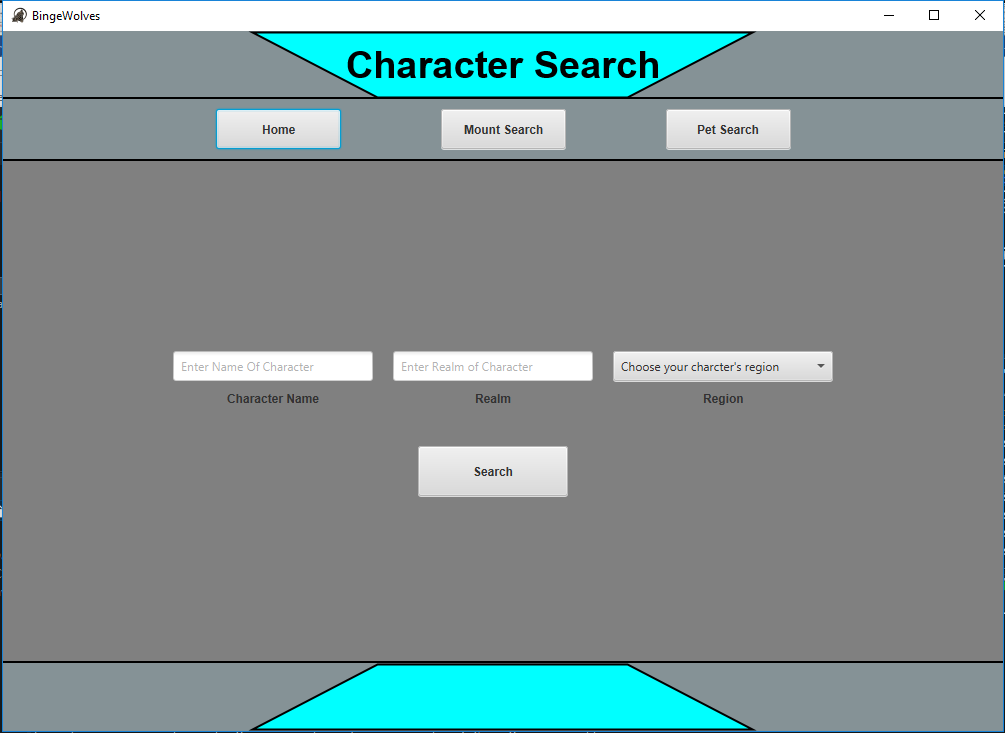 BingeWolves
Character Search
Home
Mount Search
Pet Search
Enter Name Of Character
Enter Realm of Character
Choose your charcter's region
Character Name
Realm
Region
Search